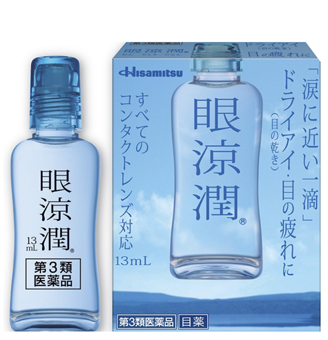 眼涼潤®
13mL
第3類医薬品
Hisamitsu
「涙に近い一滴」
ドライアイ・目の疲れに
(目の乾き)
眼涼潤®
すべての
コンタクトレンズ対応
13mL
第3類医薬品
目薬